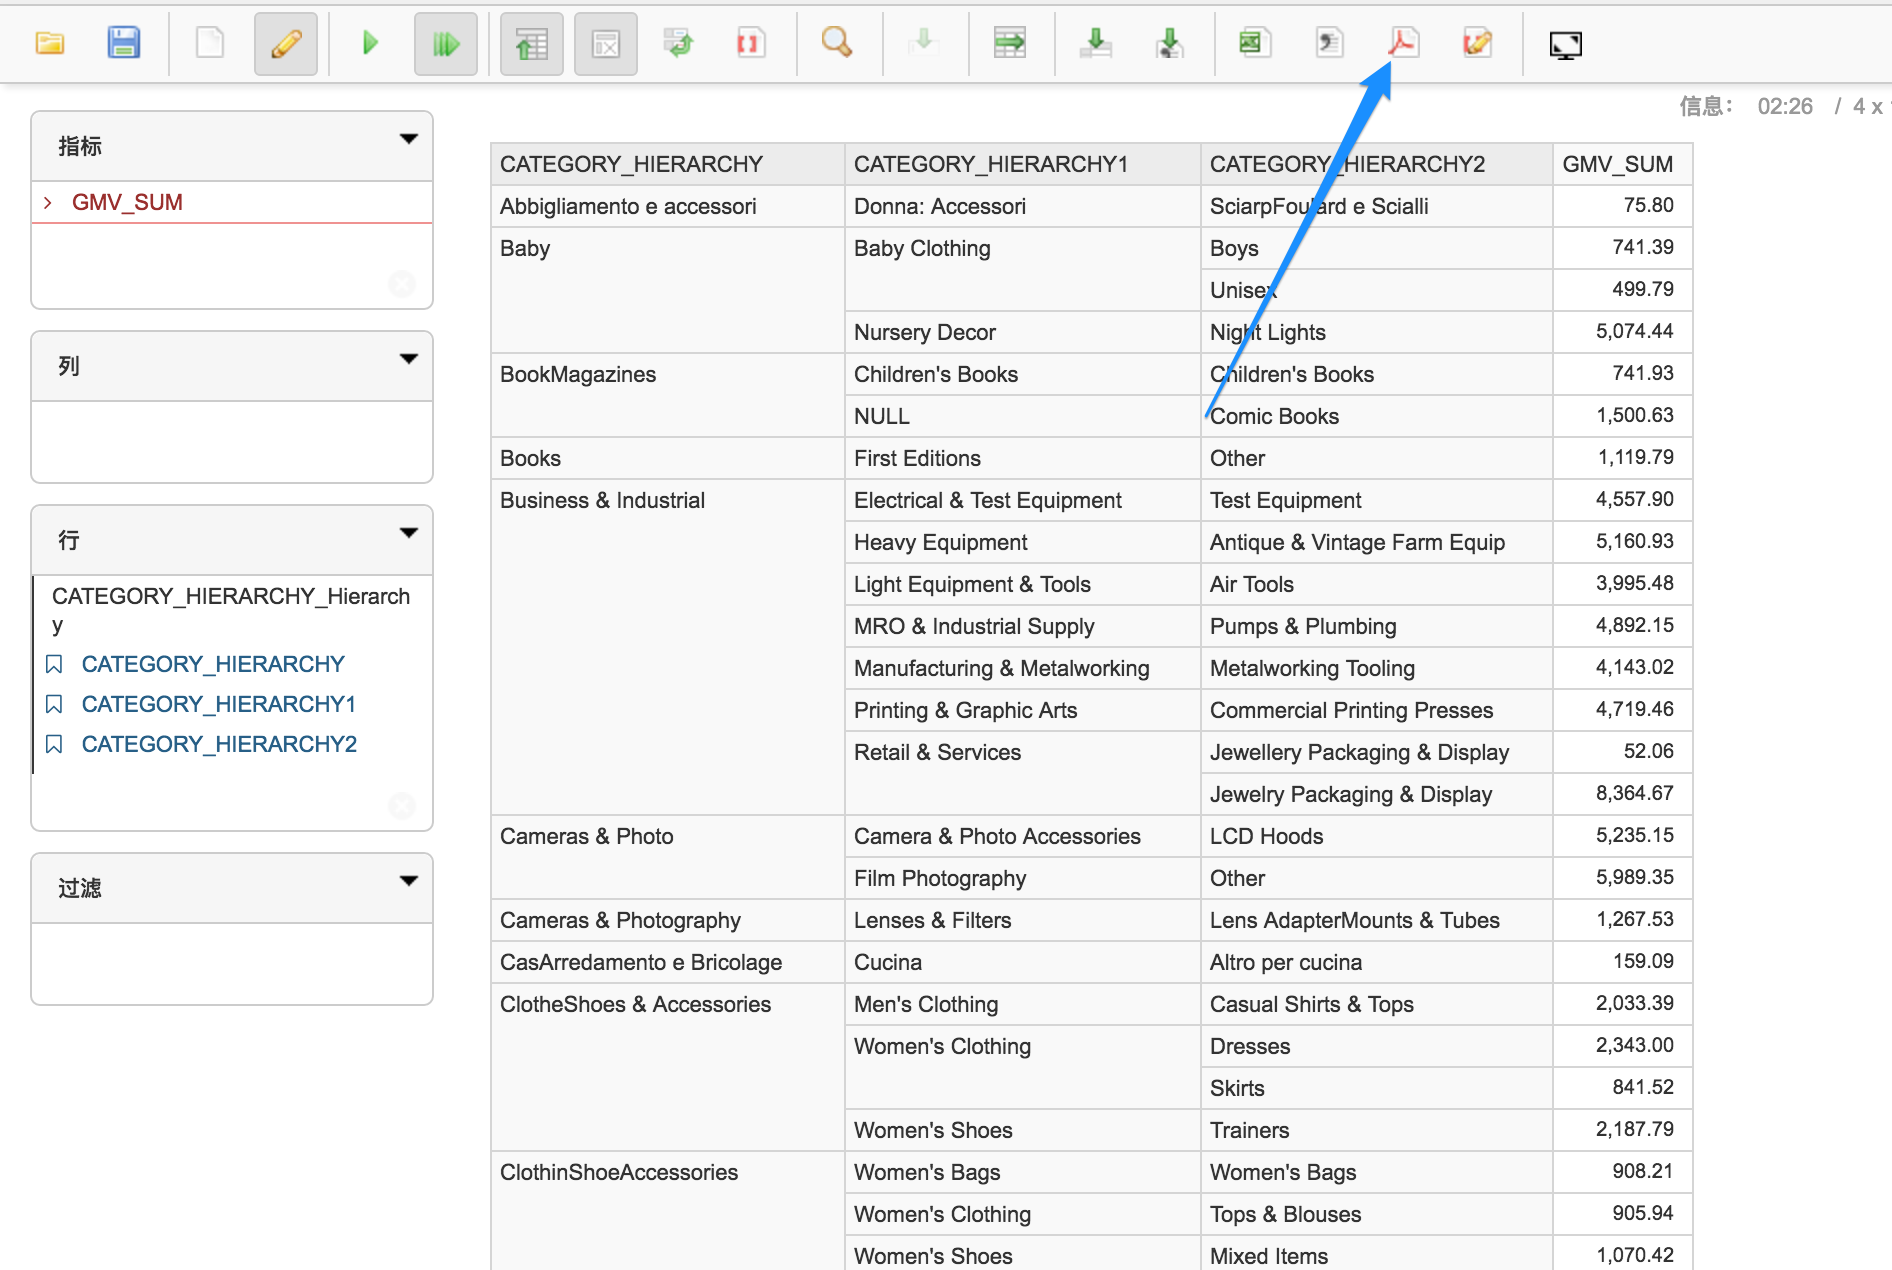 信息： 02:26 / 4 x
指标
GMV_SUM
列
行
CATEGORY_HIERARCHY_Hierarch
y
CATEGORY_HIERARCHY
CATEGORY_HIERARCHY1
CATEGORY_HIERARCHY2
过滤
CATEGORY_HIERARCHY CATEGORY_HIERARCHY1 CATEGORY_HIERARCHY2 GMV_SUM
Abbigliamento e accessori Donna: Accessori SciarpFoulard e Scialli 75.80
Baby Baby Clothing Boys 741.39
Unisex 499.79
Nursery Decor Night Lights 5,074.44
BookMagazines Children's Books Children's Books 741.93
NULL Comic Books 1,500.63
Books First Editions Other 1,119.79
Business & Industrial Electrical & Test Equipment Test Equipment 4,557.90
Heavy Equipment Antique & Vintage Farm Equip 5,160.93
Light Equipment & Tools Air Tools 3,995.48
MRO & Industrial Supply Pumps & Plumbing 4,892.15
Manufacturing & Metalworking Metalworking Tooling 4,143.02
Printing & Graphic Arts Commercial Printing Presses 4,719.46
Retail & Services Jewellery Packaging & Display 52.06
Jewelry Packaging & Display 8,364.67
Cameras & Photo Camera & Photo Accessories LCD Hoods 5,235.15
Film Photography Other 5,989.35
Cameras & Photography Lenses & Filters Lens AdapterMounts & Tubes 1,267.53
CasArredamento e Bricolage Cucina Altro per cucina 159.09
ClotheShoes & Accessories Men's Clothing Casual Shirts & Tops 2,033.39
Women's Clothing Dresses 2,343.00
Skirts 841.52
Women's Shoes Trainers 2,187.79
ClothinShoeAccessories Women's Bags Women's Bags 908.21
Women's Clothing Tops & Blouses 905.94
Women's Shoes Mixed Items 1,070.42